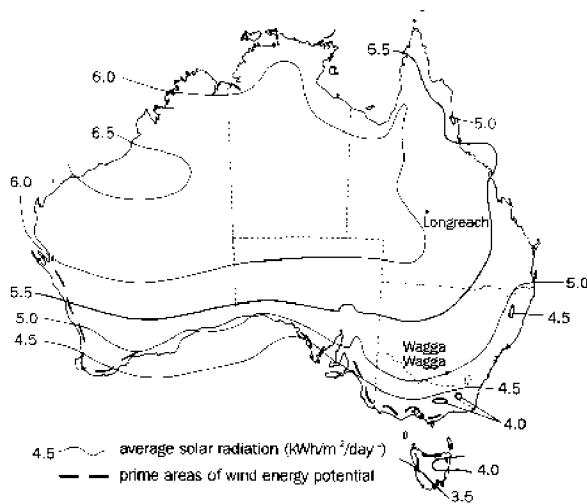 5.5
6.0
5.0
6.5
6.0
Longreach
5.5
5.0
5.0
4.5
4.5
Wagga
Wagga
4.5
4.0
4.5 average solar radiation (kWh/m²/day⁻)
prime areas of wind energy potential
4.0
3.5